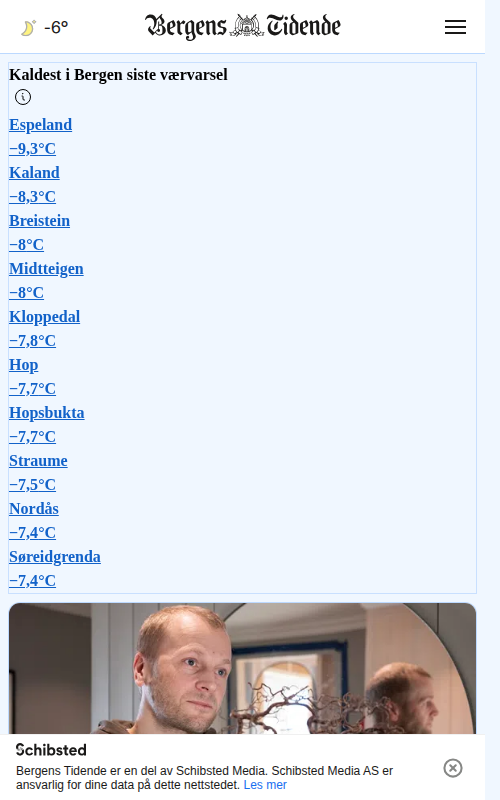 -6°
Bergens Tidende
Kaldest i Bergen siste værvarsel
Espeland
−9,3°C
Kaland
−8,3°C
Breistein
−8°C
Midtteigen
−8°C
Kloppedal
−7,8°C
Hop
−7,7°C
Hopsbukta
−7,7°C
Straume
−7,5°C
Nordås
−7,4°C
Søreidgrenda
−7,4°C
Schibsted
Bergens Tidende er en del av Schibsted Media. Schibsted Media AS er
ansvarlig for dine data på dette nettstedet. Les mer